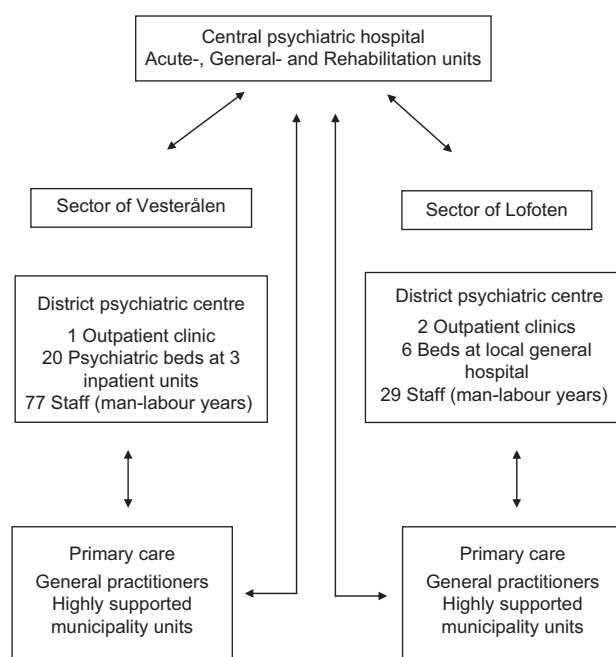 Central psychiatric hospital
Acute-, General- and Rehabilitation units
Sector of Vesterålen
Sector of Lofoten
District psychiatric centre
1 Outpatient clinic
20 Psychiatric beds at 3
inpatient units
77 Staff (man-labour years)
District psychiatric centre
2 Outpatient clinics
6 Beds at local general
hospital
29 Staff (man-labour years)
Primary care
General practitioners
Highly supported
municipality units
Primary care
General practitioners
Highly supported
municipality units